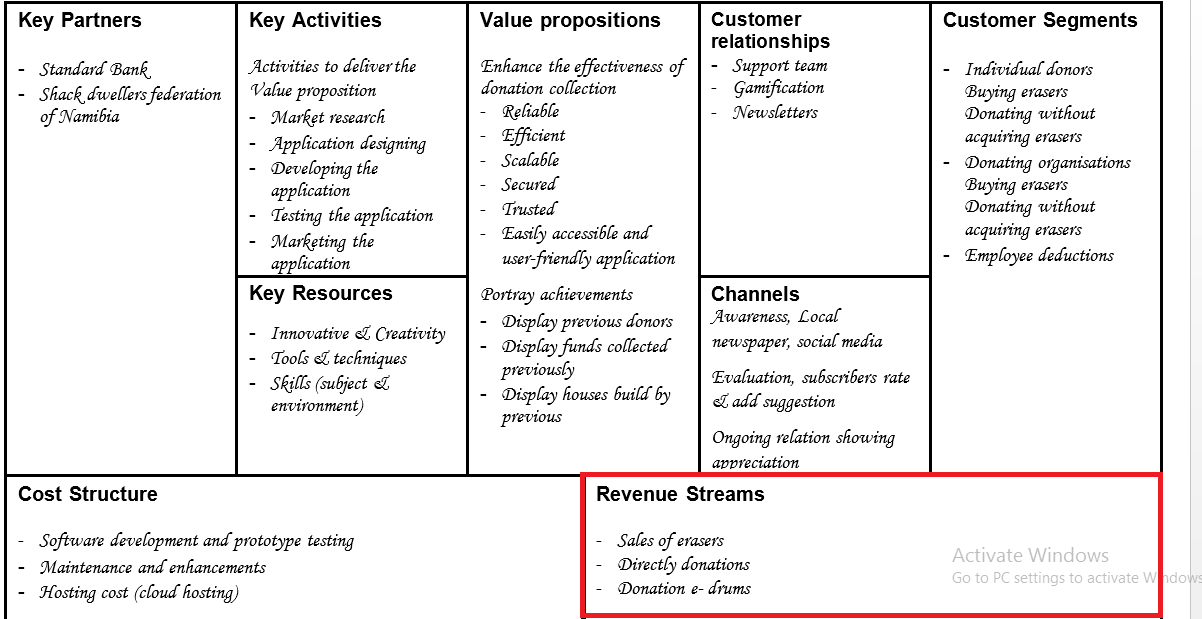 Key Partners
- Standard Bank
- Shack dwellers federation
of Namibia
Key Activities
Activities to deliver the
Value proposition
- Market research
- Application designing
- Developing the
application
- Testing the application
- Marketing the
application
Key Resources
- Innovative & Creativity
- Tools & techniques
- Skills (subject &
environment)
Value propositions
Enhance the effectiveness of
donation collection
- Reliable
- Efficient
- Scalable
- Secured
- Trusted
- Easily accessible and
user-friendly application
Portray achievements
- Display previous donors
- Display funds collected
previously
- Display houses build by
previous
Customer
relationships
- Support team
- Gamification
- Newsletters
Channels
Awareness, Local
newspaper, social media
Evaluation, subscribers rate
& add suggestion
Ongoing relation showing
appreciation
Customer Segments
- Individual donors
Buying erasers
Donating without
acquiring erasers
- Donating organisations
Buying erasers
Donating without
acquiring erasers
- Employee deductions
Cost Structure
- Software development and prototype testing
- Maintenance and enhancements
- Hosting cost (cloud hosting)
Revenue Streams
- Sales of erasers
- Directly donations
- Donation e- drums
Activate Windows
Go to PC settings to activate Windows